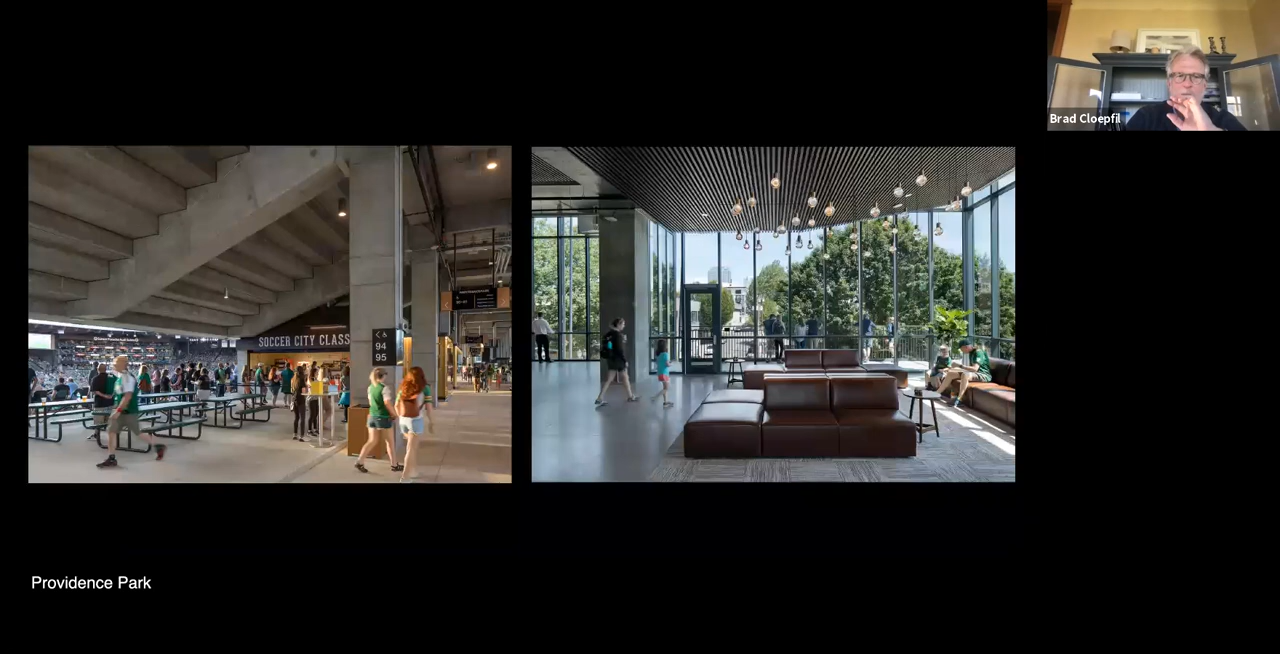 Brad Cloepfil
SOCCER CITY CLASS
94
95
Providence Park